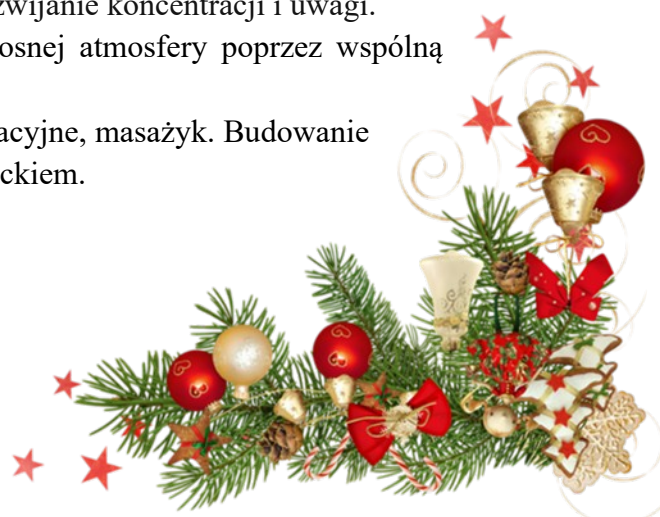 zwijanie koncentracji i uwagi.
osnej atmosfery poprzez wspólną
acyjne, masażyk. Budowanie
ckiem.